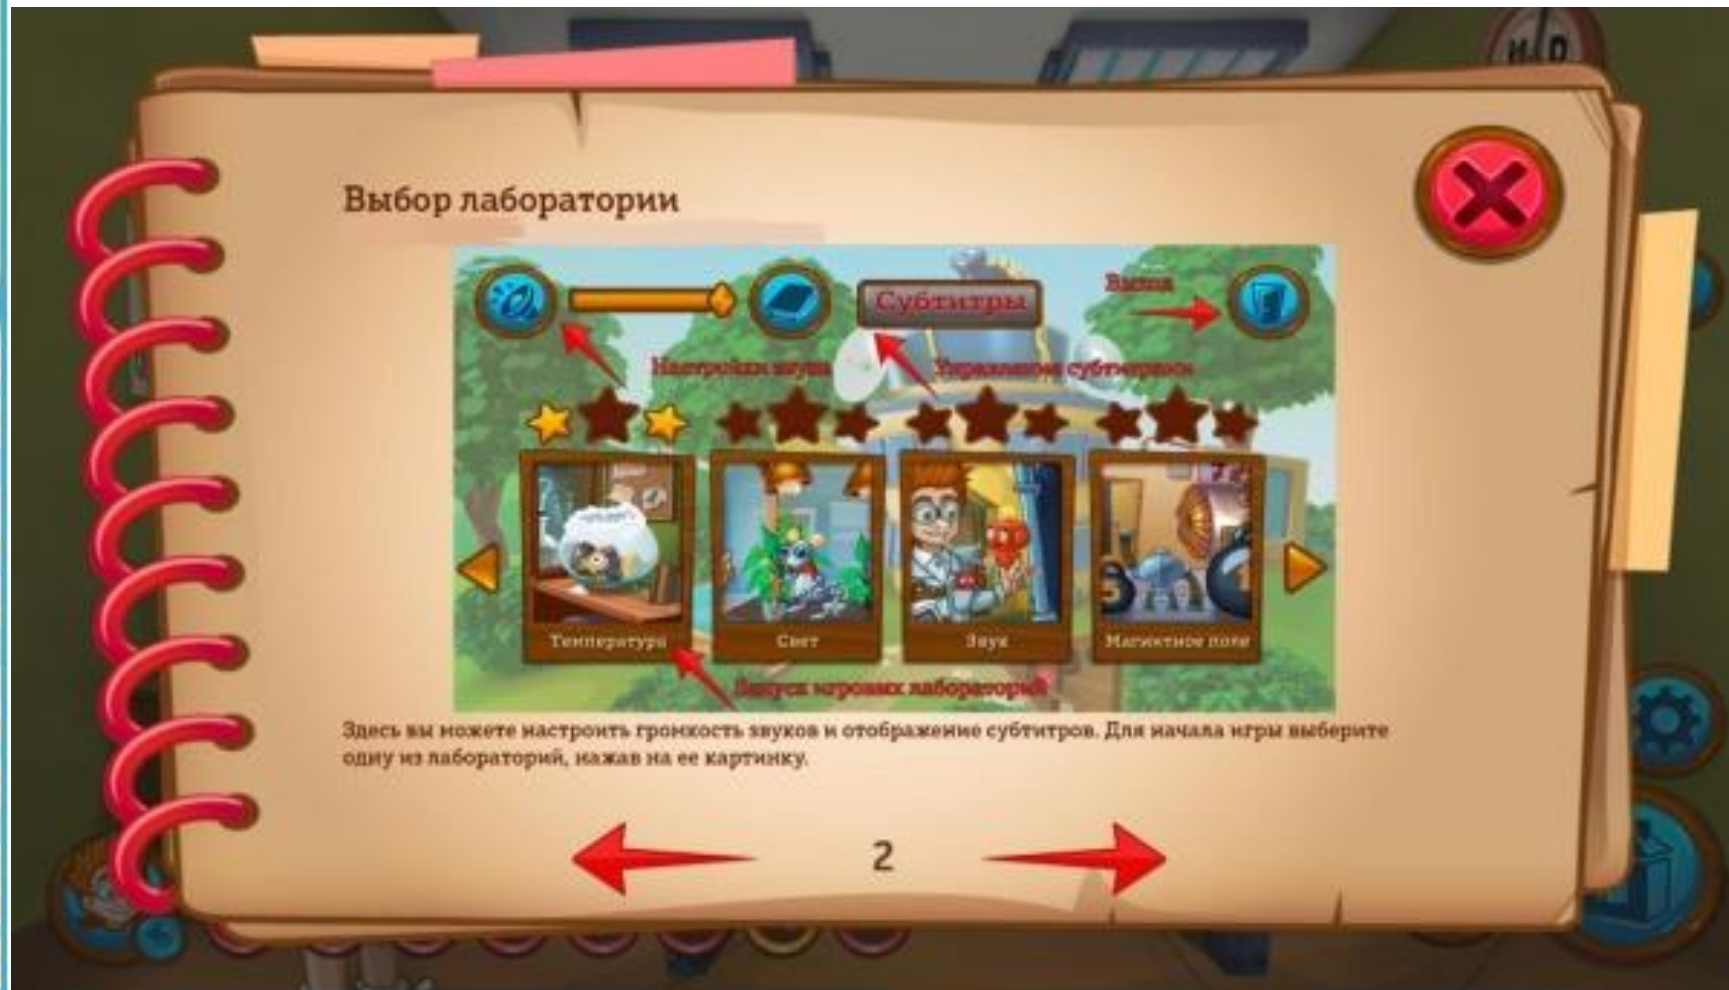 Выбор лаборатории
Субтитры
Выход
Настройки звука
Управление субтитрами
Температура
Свет
Звук
Магинтное поле
Запуск игровых лабораторий
Здесь вы можете настроить громкость звуков и отображение субтитров. Для начала игры выберите
одну из лабораторий, нажав на ее картинку.
2